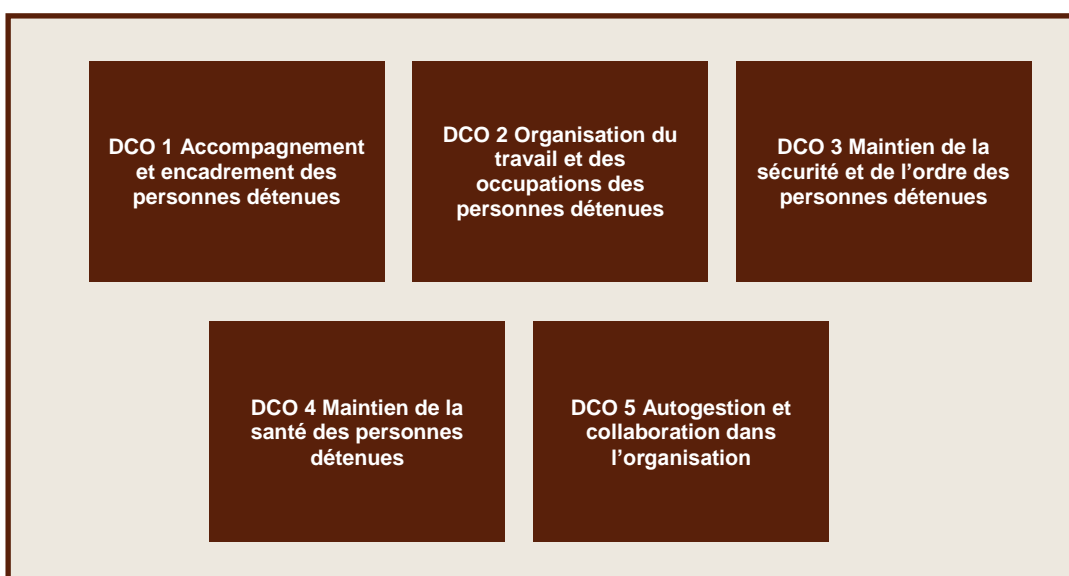 DCO 1 Accompagnement
et encadrement des
personnes détenues
DCO 2 Organisation du
travail et des
occupations des
personnes détenues
DCO 3 Maintien de la
sécurité et de l’ordre des
personnes détenues
DCO 4 Maintien de la
santé des personnes
détenues
DCO 5 Autogestion et
collaboration dans
l’organisation